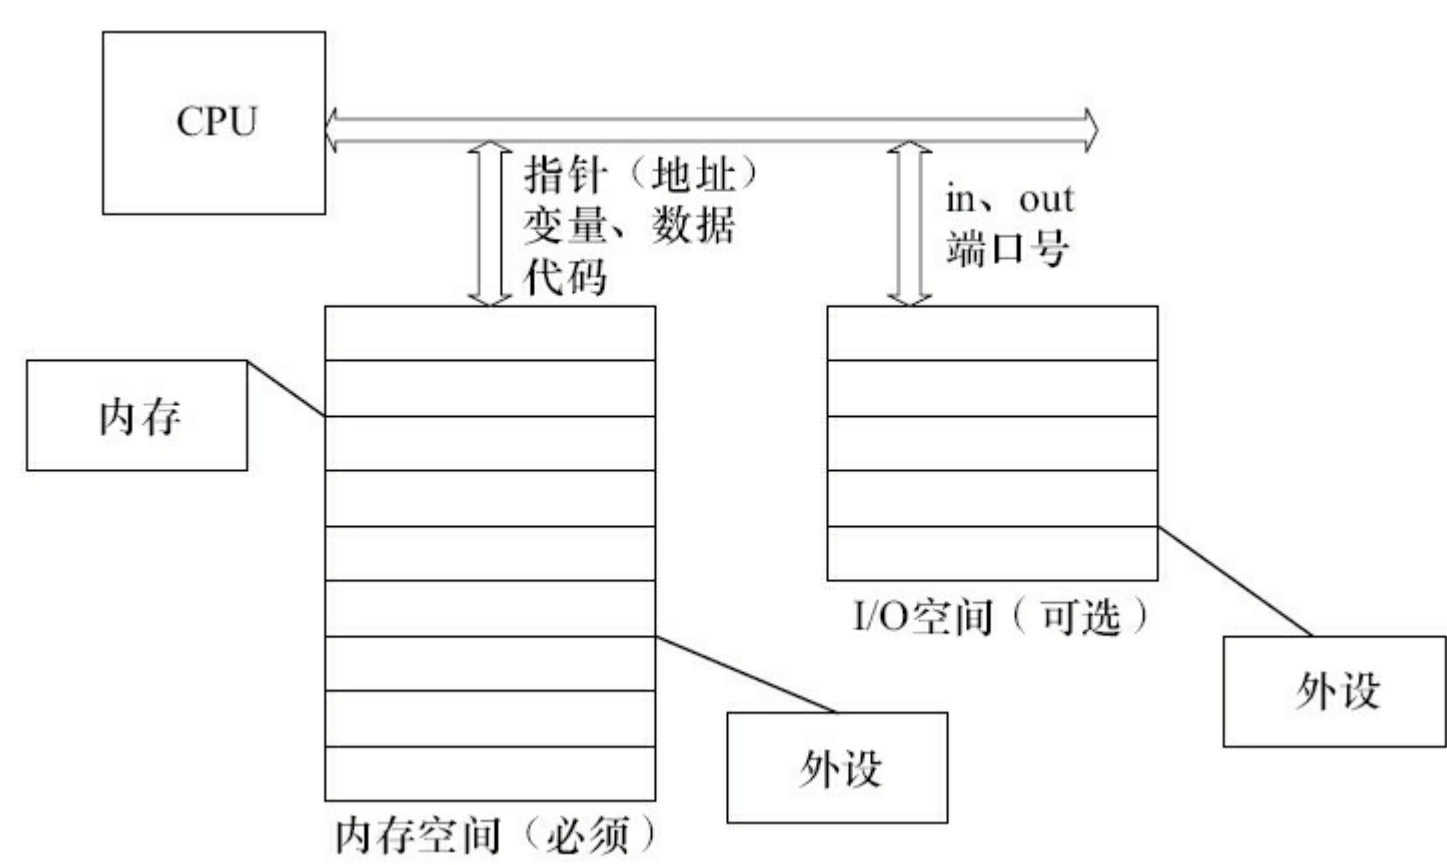 CPU
指针（地址）
变量、数据
代码
in、out
端口号
内存
I/O空间（可选）
外设
外设
内存空间（必须）